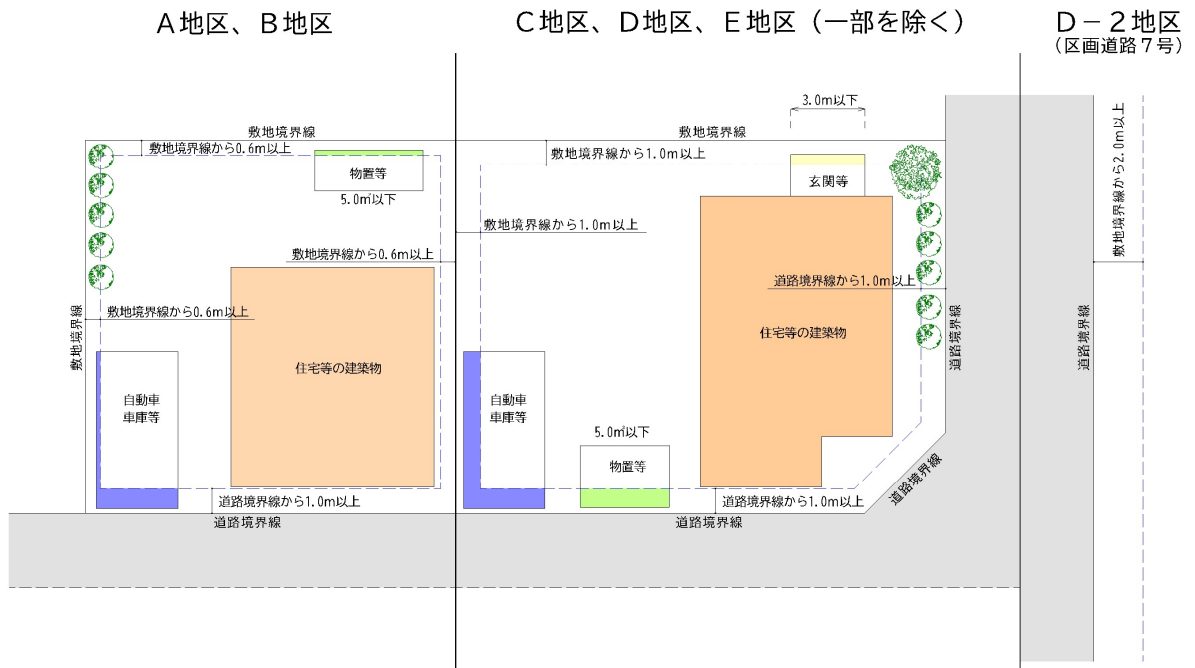 A地区、B地区
C地区、D地区、E地区(一部を除く)
D-2地区
(区画道路7号)
敷地境界線
敷地境界線から0.6m以上
物置等
5.0㎡以下
敷地境界線から0.6m以上
敷地境界線から0.6m以上
敷地境界線
住宅等の建築物
自動車
車庫等
道路境界線から1.0m以上
道路境界線
3.0m以下
敷地境界線
敷地境界線から1.0m以上
玄関等
敷地境界線から1.0m以上
道路境界線から1.0m以上
住宅等の建築物
道路境界線
自動車
車庫等
5.0㎡以下
物置等
道路境界線から1.0m以上
道路境界線
道路境界線
敷地境界線から2.0m以上
道路境界線